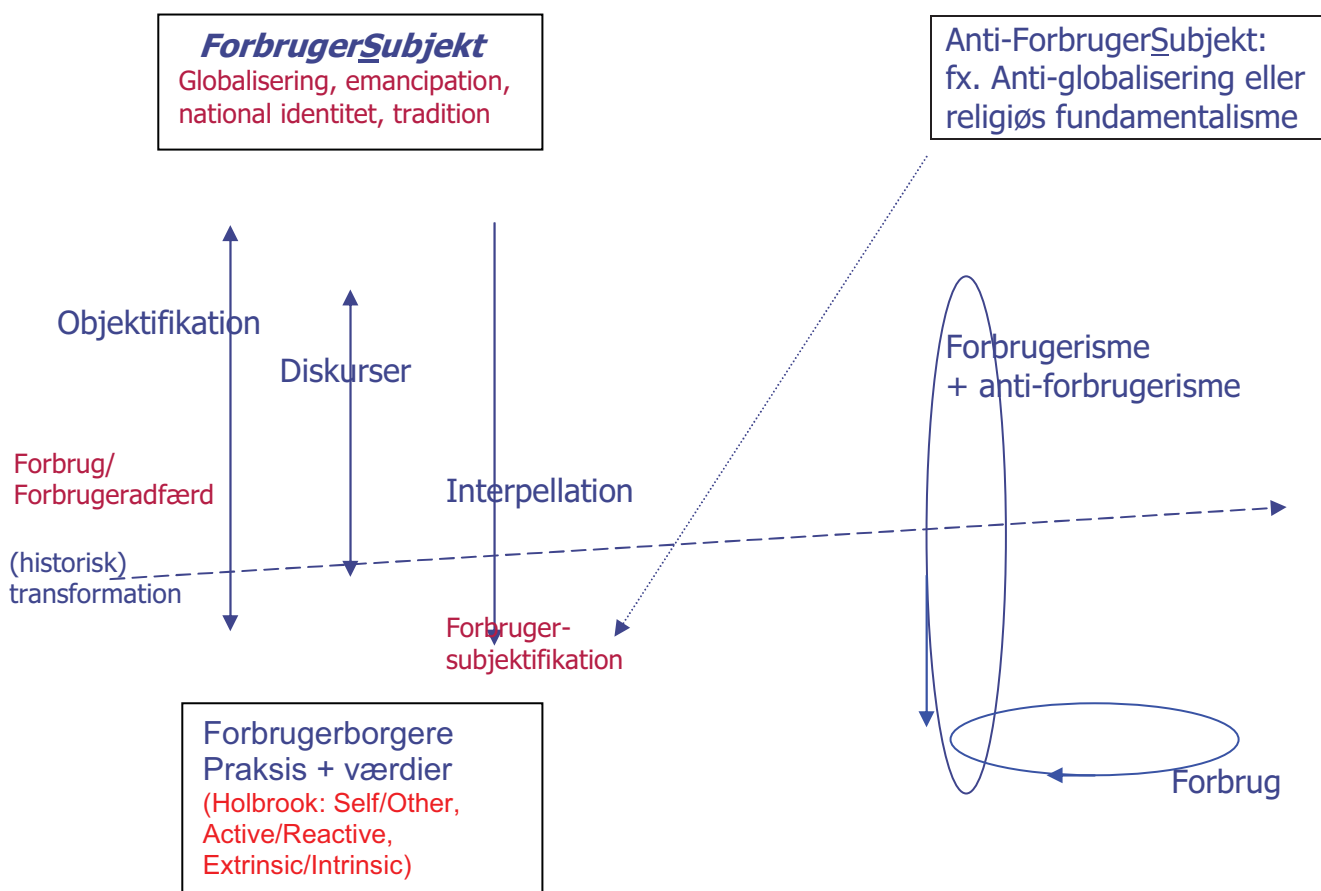 ForbrugerSubjekt
Globalisering, emancipation,
national identitet, tradition
Anti-ForbrugerSubjekt:
fx. Anti-globalisering eller
religiøs fundamentalisme
Objektifikation
Diskurser
Forbrugerisme
+ anti-forbrugerisme
Forbrug/
Forbrugeradfærd
Interpellation
(historisk)
transformation
Forbruger-
subjektifikation
Forbrugerborgere
Praksis + værdier
(Holbrook: Self/Other,
Active/Reactive,
Extrinsic/Intrinsic)
Forbrug